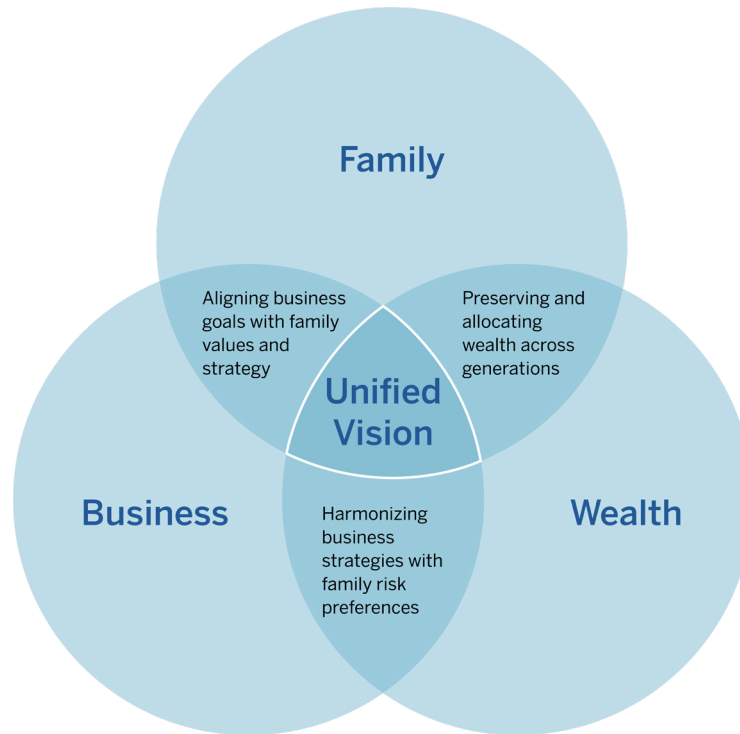 Family
Aligning business
goals with family
values and
strategy
Preserving and
allocating
wealth across
generations
Unified
Vision
Business
Harmonizing
business
strategies with
family risk
preferences
Wealth